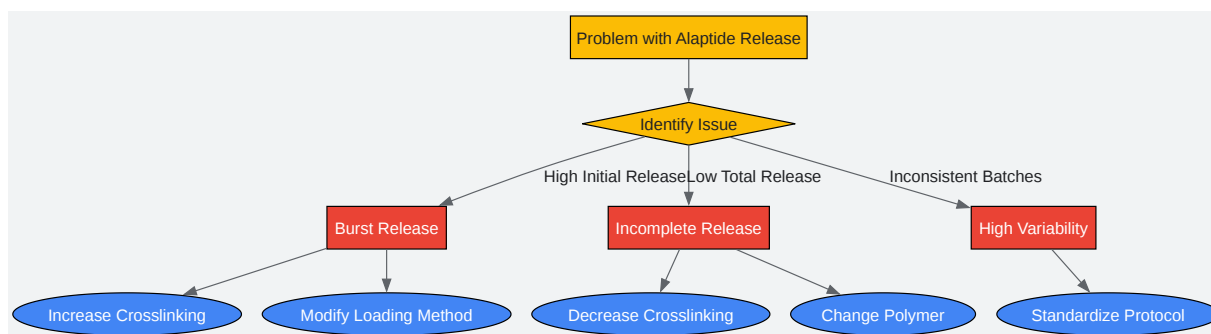 Problem with Alaptide Release
Identify Issue
High Initial Release
Low Total Release
Inconsistent Batches
Burst Release
Incomplete Release
High Variability
Increase Crosslinking
Modify Loading Method
Decrease Crosslinking
Change Polymer
Standardize Protocol